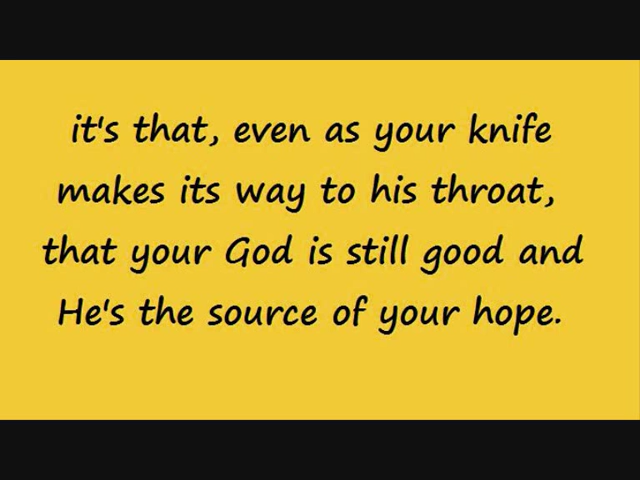 it's that, even as your knife
makes its way to his throat,
that your God is still good and
He's the source of your hope.